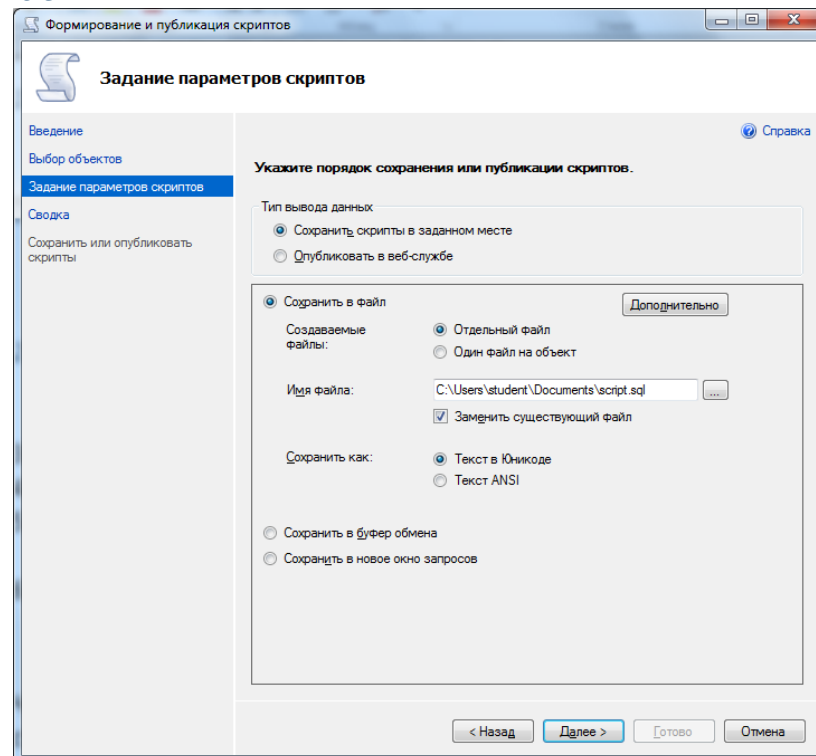 Формирование и публикация скриптов
Задание параметров скриптов
Введение
Выбор объектов
Задание параметров скриптов
Сводка
Сохранить или опубликовать
скрипты
Справка
Укажите порядок сохранения или публикации скриптов.
Тип вывода данных
Сохранить скрипты в заданном месте
Опубликовать в веб-службе
Сохранить в файл
Дополнительно
Создаваемые
файлы:
Отдельный файл
Один файл на объект
Имя файла:
C:\Users\student\Documents\script.sql
...
Заменить существующий файл
Сохранить как:
Текст в Юникоде
Текст ANSI
Сохранить в буфер обмена
Сохранить в новое окно запросов
< Назад
Далее >
Готово
Отмена